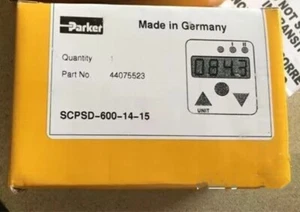 Parker
Made in Germany
Quantity 1
Part No 44075523
0843
UNIT
SCPSD-600-14-15